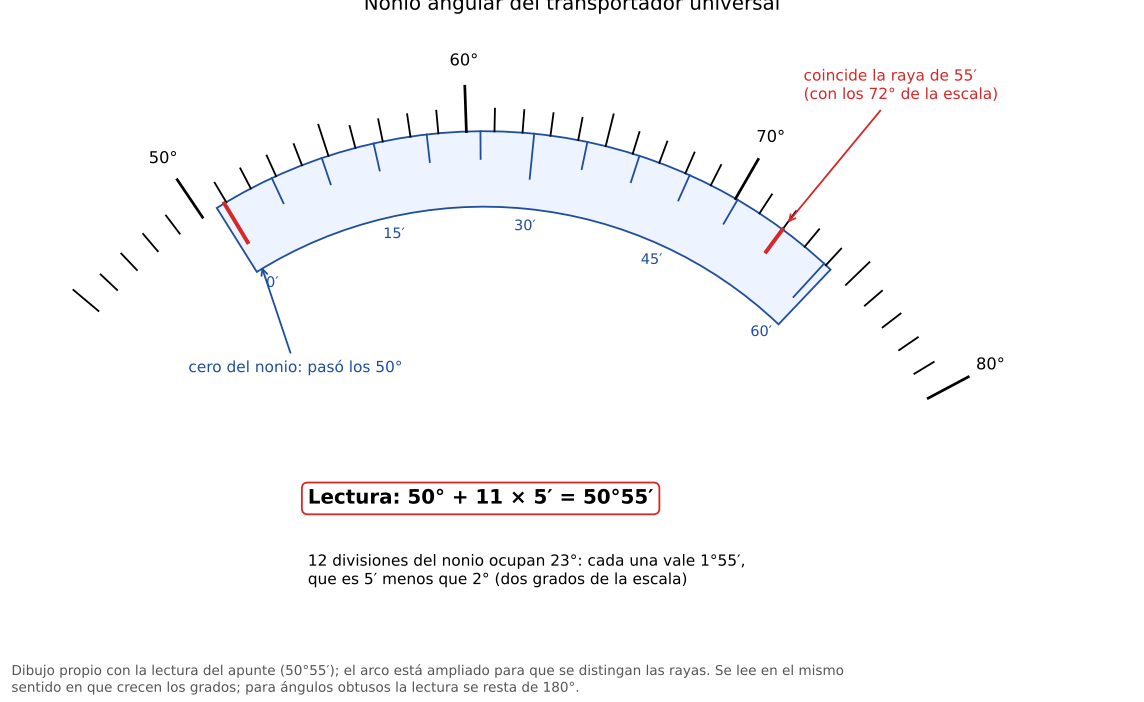 Nonio angular del transportador universal
60°
coincide la raya de 55′
(con los 72° de la escala)
70°
50°
15′
30′
45′
0′
60′
cero del nonio: pasó los 50°
80°
Lectura: 50° + 11 × 5′ = 50°55′
12 divisiones del nonio ocupan 23°: cada una vale 1°55′,
que es 5′ menos que 2° (dos grados de la escala)
Dibujo propio con la lectura del apunte (50°55′); el arco está ampliado para que se distingan las rayas. Se lee en el mismo
sentido en que crecen los grados; para ángulos obtusos la lectura se resta de 180°.